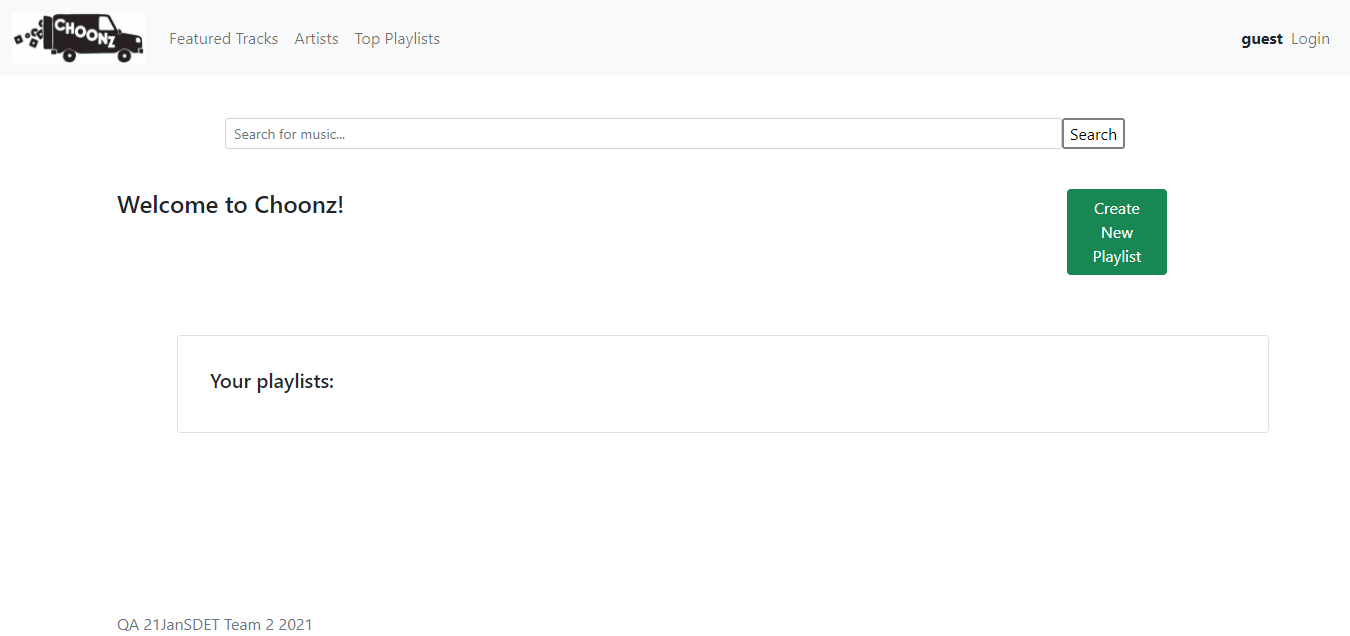 CHOONZ
Featured Tracks Artists Top Playlists guest Login
Search for music... Search
Welcome to Choonz!
Create
New
Playlist
Your playlists:
QA 21JanSDET Team 2 2021